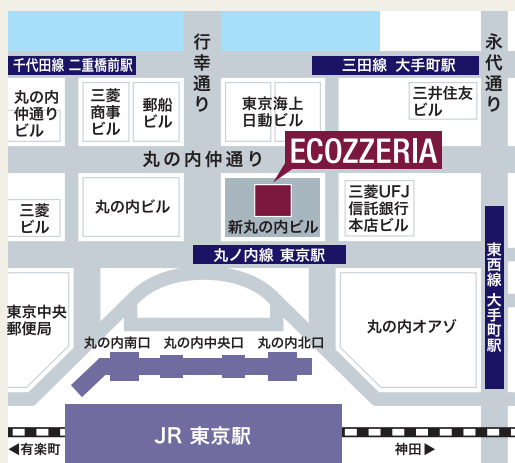 千代田線 二重橋前駅
行幸通り
三田線 大手町駅
永代通り
丸の内
仲通り
ビル
三菱
商事
ビル
郵船
ビル
東京海上
日動ビル
三井住友
ビル
丸の内仲通り
ECOZZERIA
三菱
ビル
丸の内ビル
新丸の内ビル
三菱UFJ
信託銀行
本店ビル
丸ノ内線 東京駅
東西線 大手町駅
東京中央
郵便局
丸の内オアゾ
丸の内南口
丸の内中央口
丸の内北口
JR 東京駅
◀有楽町
神田▶